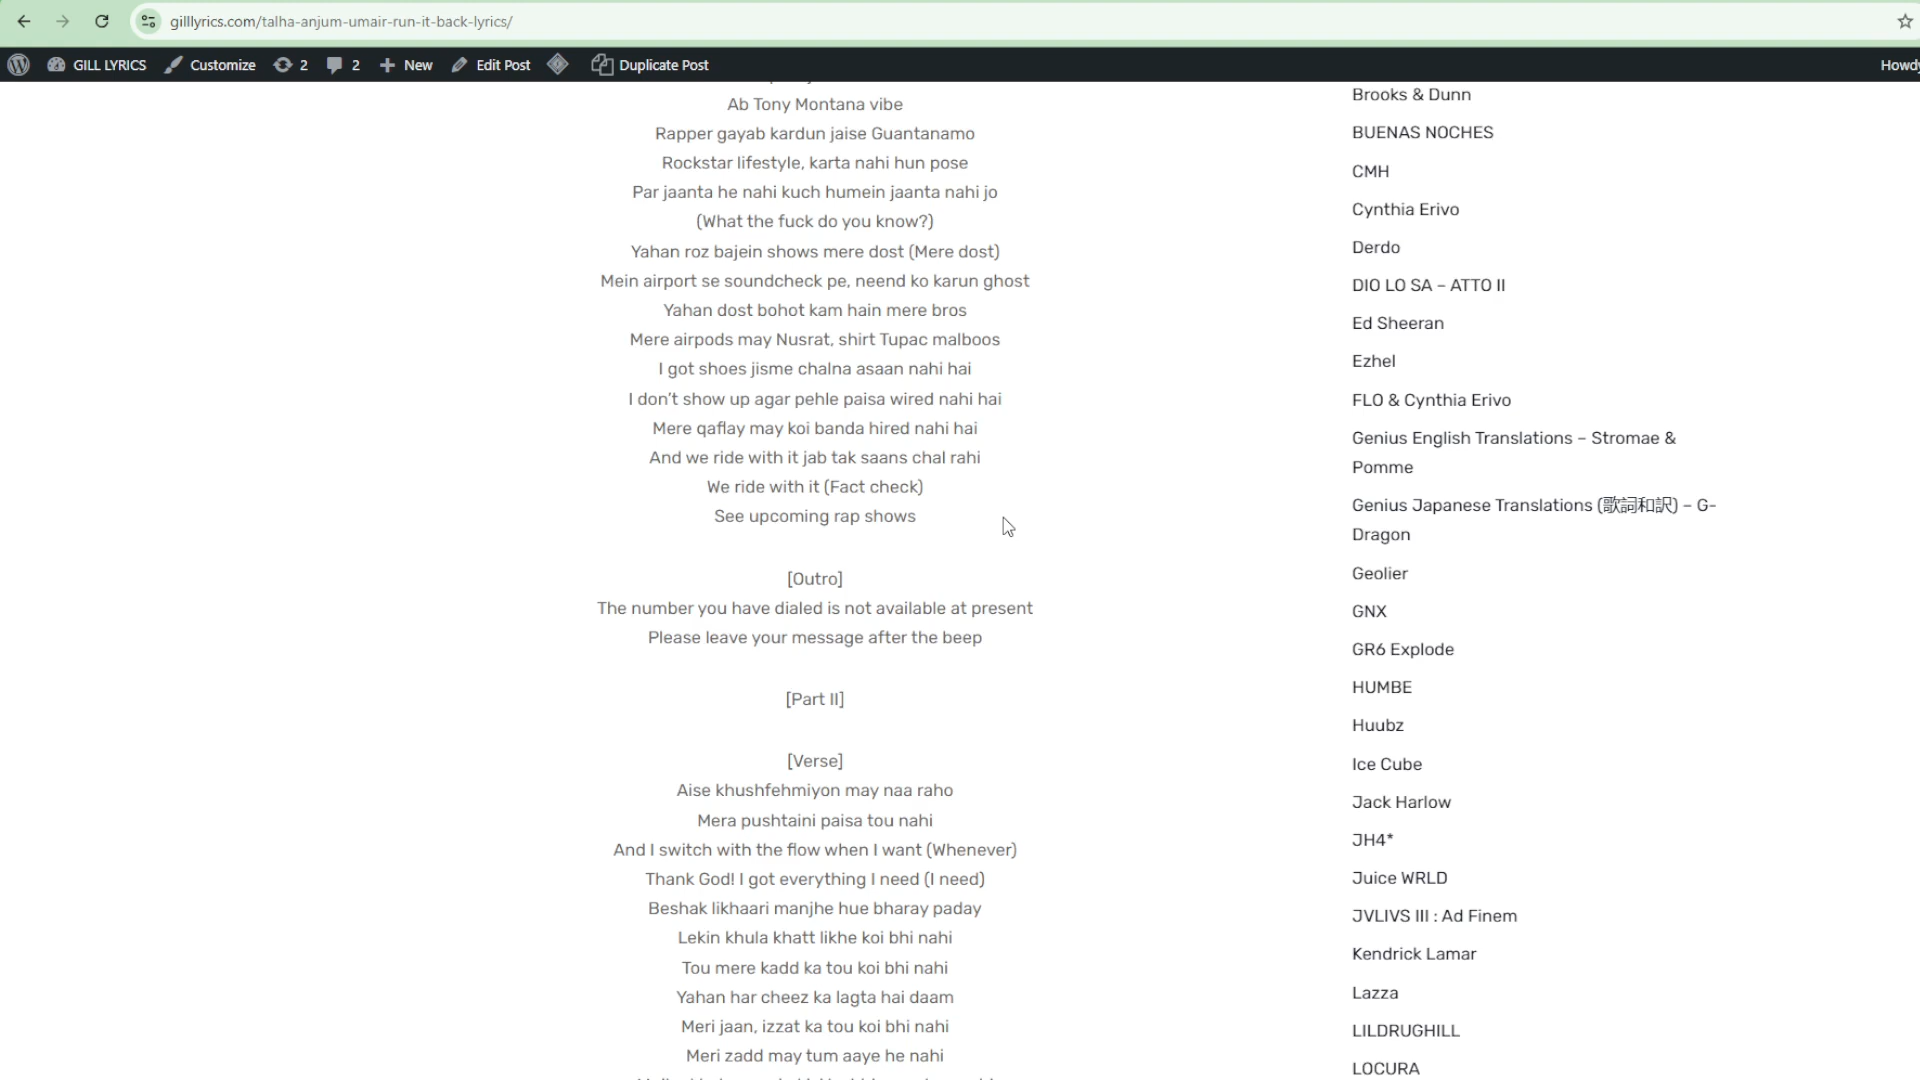 gilllyrics.com/talha-anjum-umair-run-it-back-lyrics/
GILL LYRICS Customize 2 2 New Edit Post Duplicate Post Howdy
Ab Tony Montana vibe
Rapper gayab kardun jaise Guantanamo
Rockstar lifestyle, karta nahi hun pose
Par jaanta he nahi kuch humein jaanta nahi jo
(What the fuck do you know?)
Yahan roz bajein shows mere dost (Mere dost)
Mein airport se soundcheck pe, neend ko karun ghost
Yahan dost bohot kam hain mere bros
Mere airpods may Nusrat, shirt Tupac malboos
I got shoes jisme chalna asaan nahi hai
I don’t show up agar pehle paisa wired nahi hai
Mere qaflay may koi banda hired nahi hai
And we ride with it jab tak saans chal rahi
We ride with it (Fact check)
See upcoming rap shows
[Outro]
The number you have dialed is not available at present
Please leave your message after the beep
[Part II]
[Verse]
Aise khushfehmiyon may naa raho
Mera pushtaini paisa tou nahi
And I switch with the flow when I want (Whenever)
Thank God! I got everything I need (I need)
Beshak likhaari manjhe hue bharay paday
Lekin khula khatt likhe koi bhi nahi
Tou mere kadd ka tou koi bhi nahi
Yahan har cheez ka lagta hai daam
Meri jaan, izzat ka tou koi bhi nahi
Meri zadd may tum aaye he nahi
Brooks & Dunn
BUENAS NOCHES
CMH
Cynthia Erivo
Derdo
DIO LO SA – ATTO II
Ed Sheeran
Ezhel
FLO & Cynthia Erivo
Genius English Translations – Stromae &
Pomme
Genius Japanese Translations (歌詞和訳) – G-
Dragon
Geolier
GNX
GR6 Explode
HUMBE
Huubz
Ice Cube
Jack Harlow
JH4*
Juice WRLD
JVLIVS III : Ad Finem
Kendrick Lamar
Lazza
LILDRUGHILL
LOCURA